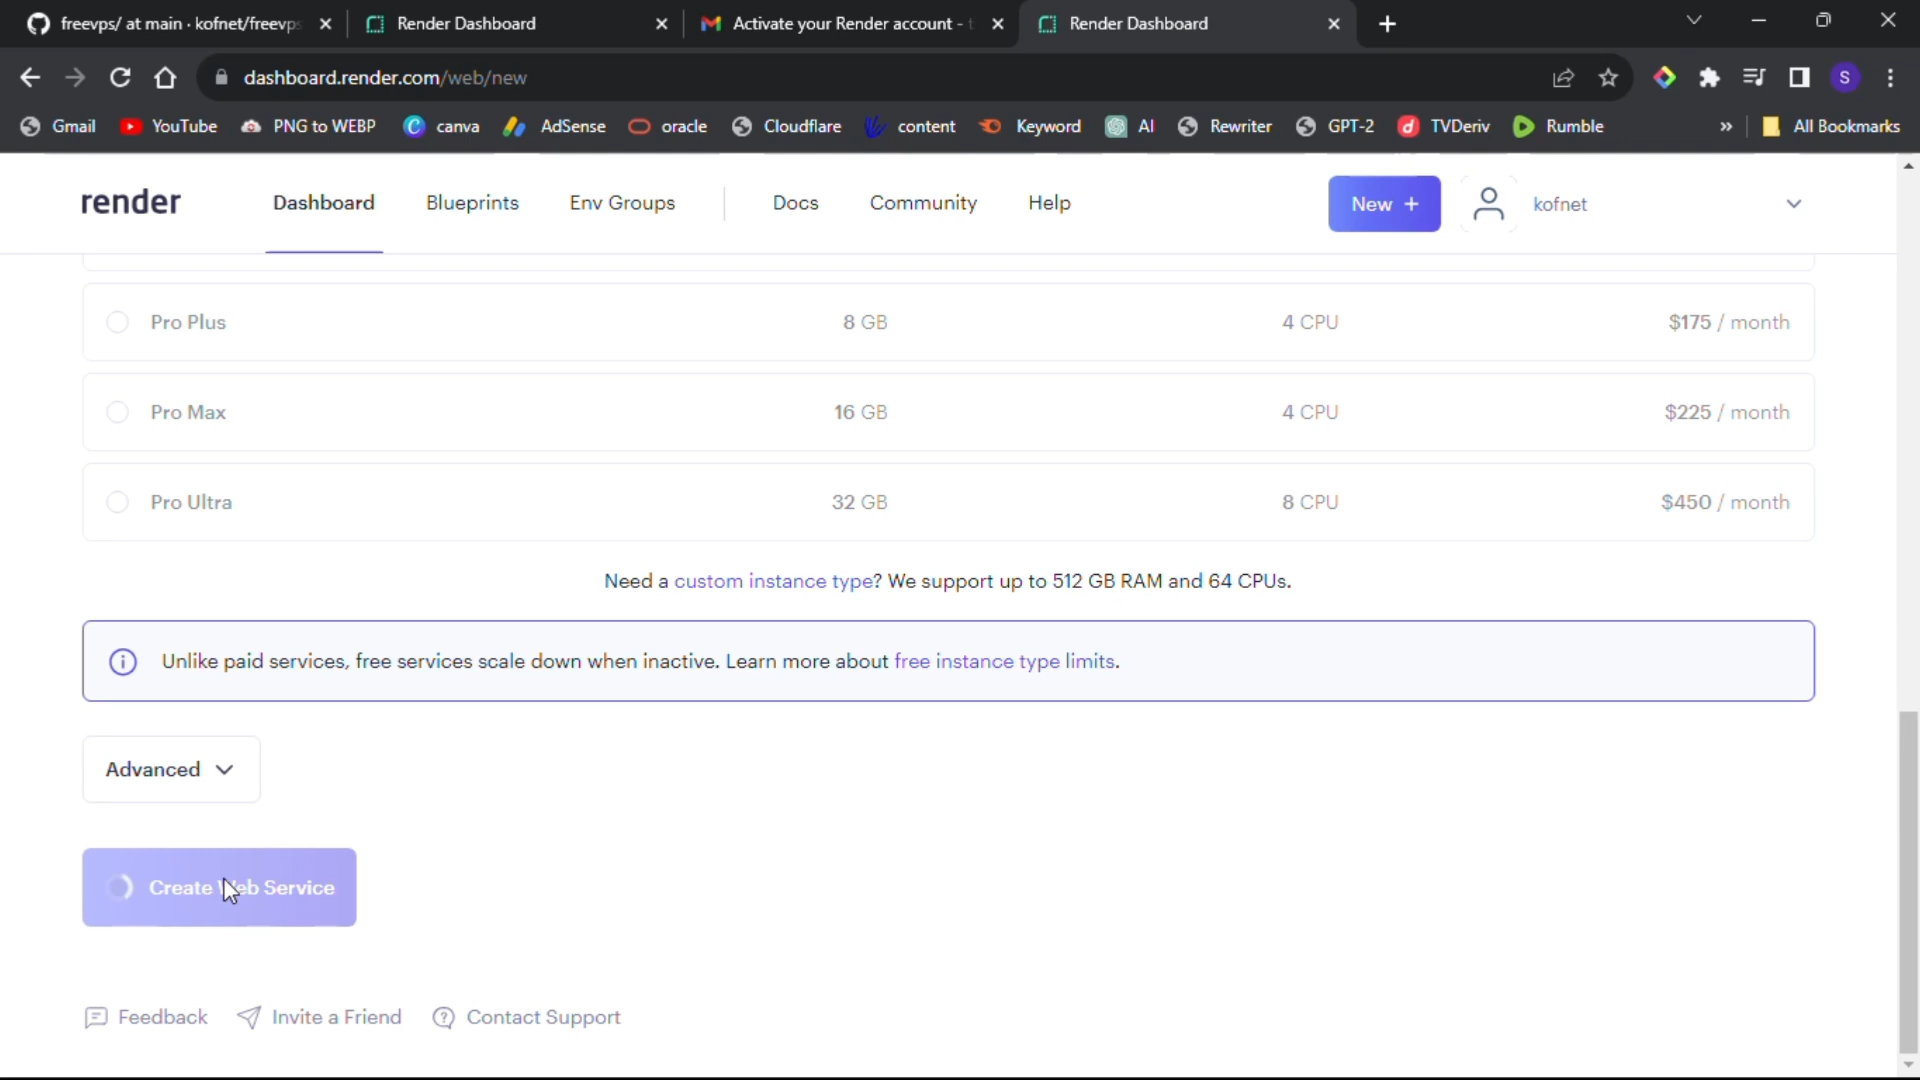 freevps/ at main · kofnet/freevps
Render Dashboard
Activate your Render account -
Render Dashboard
dashboard.render.com/web/new
S
Gmail
YouTube
PNG to WEBP
canva
AdSense
oracle
Cloudflare
content
Keyword
AI
Rewriter
GPT-2
TVDeriv
Rumble
»
All Bookmarks
render
Dashboard
Blueprints
Env Groups
Docs
Community
Help
New +
kofnet
Pro Plus 8 GB 4 CPU $175 / month
Pro Max 16 GB 4 CPU $225 / month
Pro Ultra 32 GB 8 CPU $450 / month
Need a custom instance type? We support up to 512 GB RAM and 64 CPUs.
Unlike paid services, free services scale down when inactive. Learn more about free instance type limits.
Advanced
Create Web Service
Feedback
Invite a Friend
Contact Support